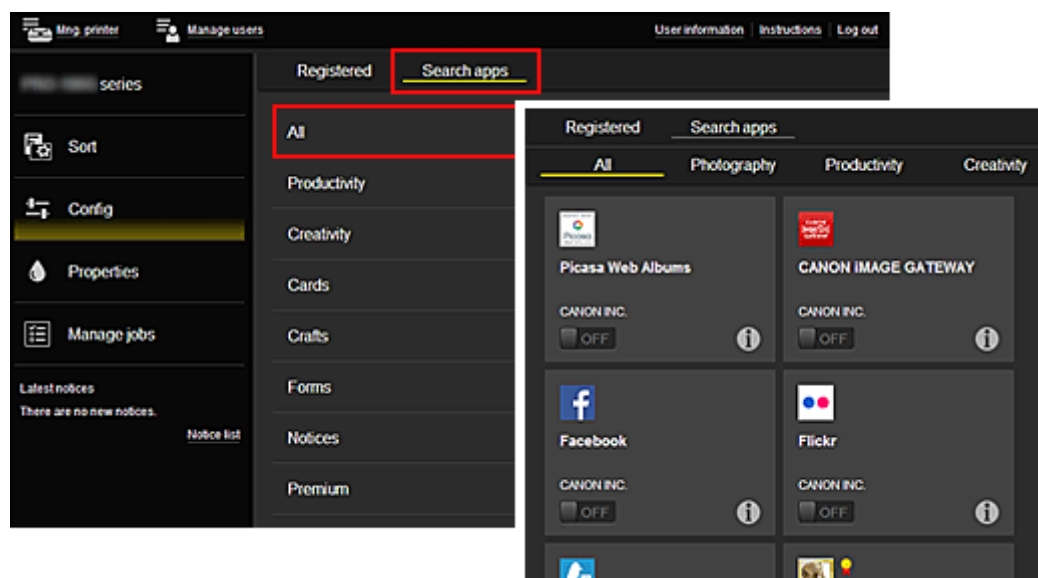 Mng. printer Manage users User information Instructions Log out
series
Sort
Config
Properties
Manage jobs
Latest notices
There are no new notices.
Notice list
Registered Search apps
All
Productivity
Creativity
Cards
Crafts
Forms
Notices
Premium
Registered Search apps
All Photography Productivity Creativity
Picasa
Picasa Web Albums CANON iMAGE GATEWAY
CANON INC. CANON INC.
OFF OFF
Facebook Flickr
CANON INC. CANON INC.
OFF OFF